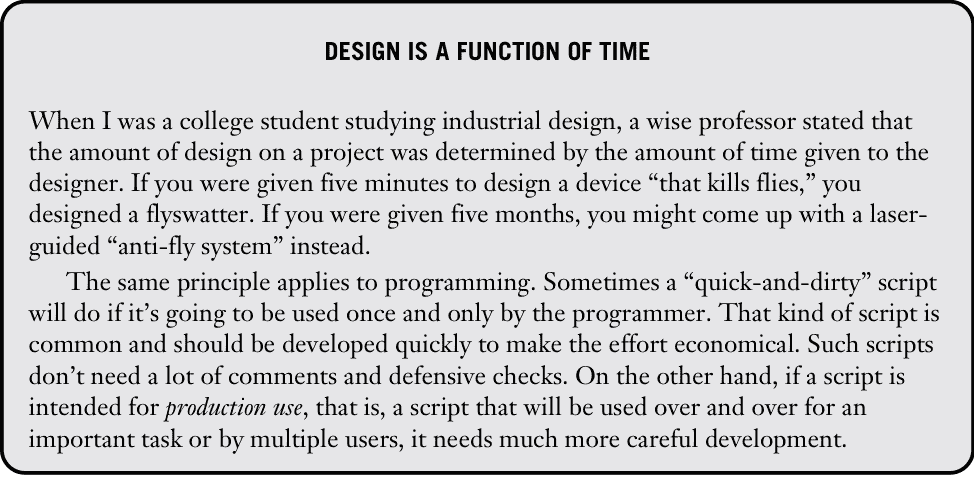 DESIGN IS A FUNCTION OF TIME
When I was a college student studying industrial design, a wise professor stated that
the amount of design on a project was determined by the amount of time given to the
designer. If you were given five minutes to design a device “that kills flies,” you
designed a flyswatter. If you were given five months, you might come up with a laser-
guided “anti-fly system” instead.
The same principle applies to programming. Sometimes a “quick-and-dirty” script
will do if it’s going to be used once and only by the programmer. That kind of script is
common and should be developed quickly to make the effort economical. Such scripts
don’t need a lot of comments and defensive checks. On the other hand, if a script is
intended for production use, that is, a script that will be used over and over for an
important task or by multiple users, it needs much more careful development.